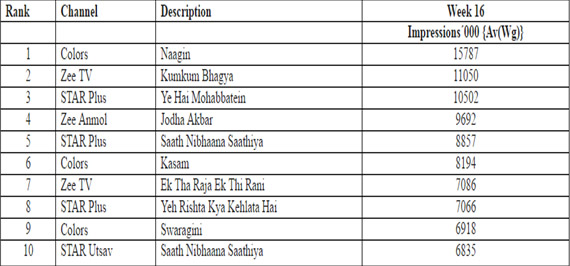 Rank Channel Description Week 16
Impressions´000 {Av(Wg)}
1 Colors Naagin 15787
2 Zee TV Kumkum Bhagya 11050
3 STAR Plus Ye Hai Mohabbatein 10502
4 Zee Anmol Jodha Akbar 9692
5 STAR Plus Saath Nibhaana Saathiya 8857
6 Colors Kasam 8194
7 Zee TV Ek Tha Raja Ek Thi Rani 7086
8 STAR Plus Yeh Rishta Kya Kehlata Hai 7066
9 Colors Swaragini 6918
10 STAR Utsav Saath Nibhaana Saathiya 6835